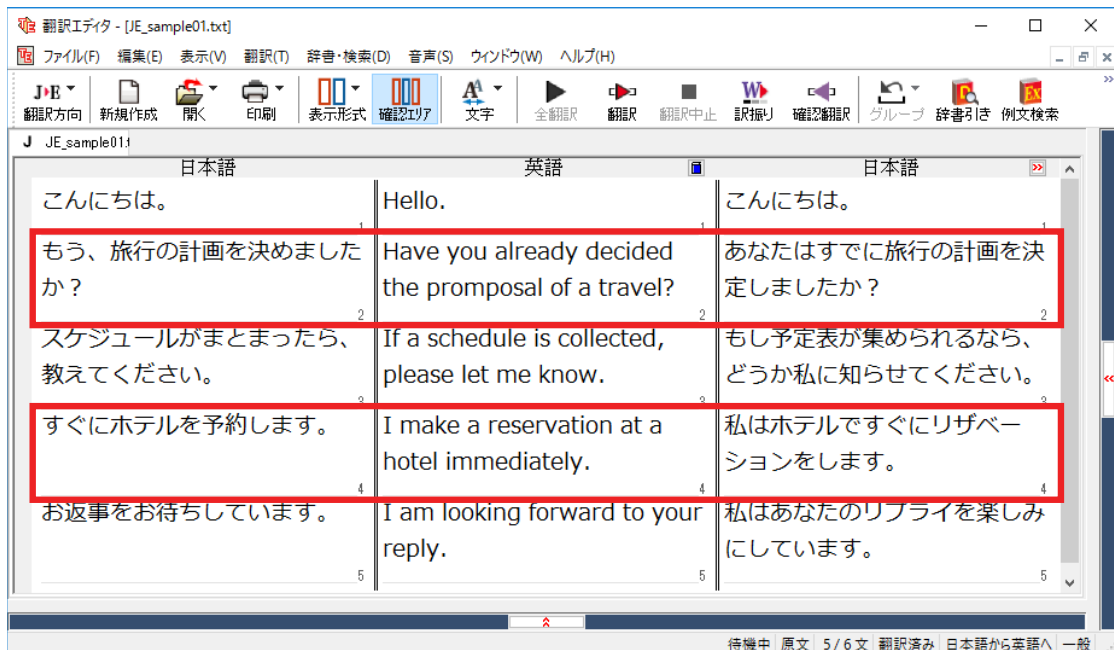 翻訳エディタ - [JE_sample01.txt]
ファイル(F) 編集(E) 表示(V) 翻訳(T) 辞書・検索(D) 音声(S) ウィンドウ(W) ヘルプ(H)
J▸E
翻訳方向 新規作成 開く 印刷 表示形式 確認エリア 文字 全翻訳 翻訳 翻訳中止 訳振り 確認翻訳 グループ 辞書引き 例文検索
J JE_sample01.t
日本語 英語 日本語
こんにちは。 Hello. こんにちは。
1 1 1
もう、旅行の計画を決めました Have you already decided あなたはすでに旅行の計画を決
か？ the promposal of a travel? 定しましたか？
2 2 2
スケジュールがまとまったら、 If a schedule is collected, もし予定表が集められるなら、
教えてください。 please let me know. どうか私に知らせてください。
3 3 3
すぐにホテルを予約します。 I make a reservation at a 私はホテルですぐにリザベー
hotel immediately. ションをします。
4 4 4
お返事をお待ちしています。 I am looking forward to your 私はあなたのリプライを楽しみ
reply. にしています。
5 5 5
待機中 原文 5/6文 翻訳済み 日本語から英語へ 一般